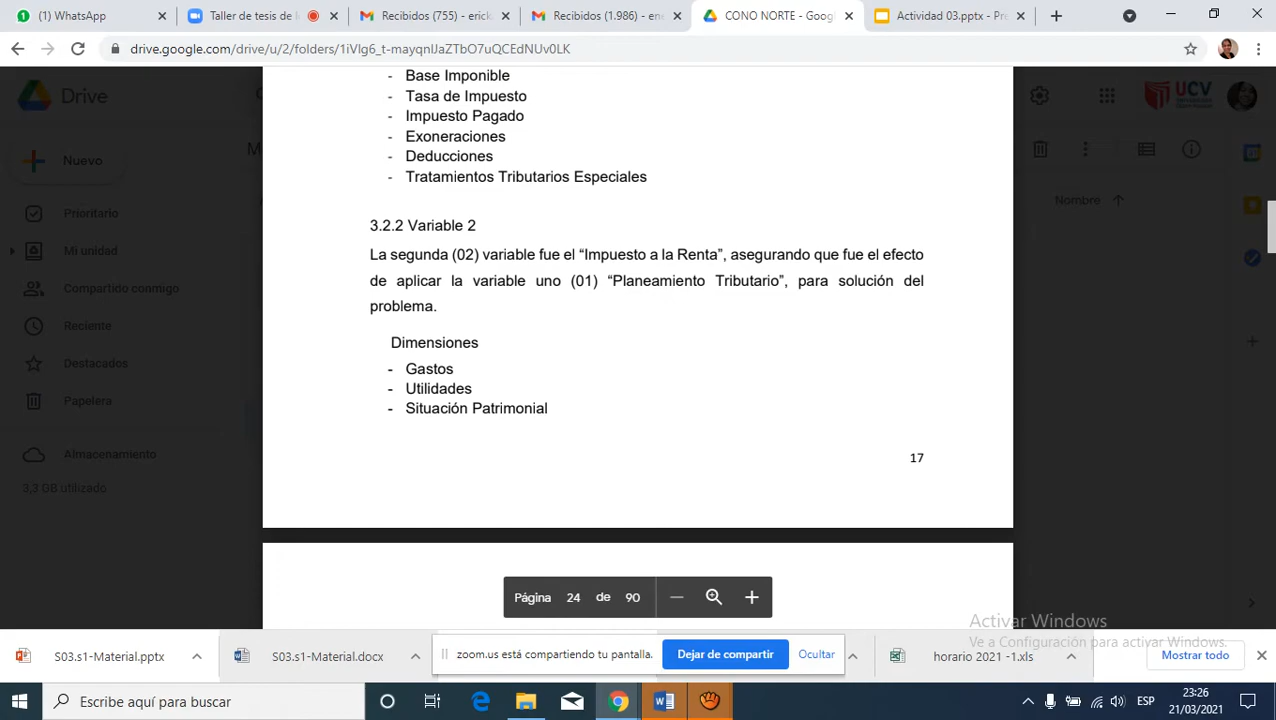 (1) WhatsApp
Taller de tesis de I
Recibidos (755) - erick
Recibidos (1.986) - ene
CONO NORTE - Goog
Actividad 03.pptx - Pre
drive.google.com/drive/u/2/folders/1iVlg6_t-mayqnIJaZTbO7uQCEdNUv0LK
Drive
UCV
Nuevo
M
Nombre
Prioritario
Mi unidad
Compartido conmigo
Reciente
Destacados
Papelera
Almacenamiento
3,3 GB utilizado
- Base Imponible
- Tasa de Impuesto
- Impuesto Pagado
- Exoneraciones
- Deducciones
- Tratamientos Tributarios Especiales
3.2.2 Variable 2
La segunda (02) variable fue el “Impuesto a la Renta”, asegurando que fue el efecto
de aplicar la variable uno (01) “Planeamiento Tributario”, para solución del
problema.
Dimensiones
- Gastos
- Utilidades
- Situación Patrimonial
17
Página 24 de 90
Activar Windows
Ve a Configuración para activar Windows.
S03.s1-Material.pptx
S03.s1-Material.docx
zoom.us está compartiendo tu pantalla.
Dejar de compartir
Ocultar
horario 2021 -1.xls
Mostrar todo
Escribe aquí para buscar
ESP
23:26
21/03/2021